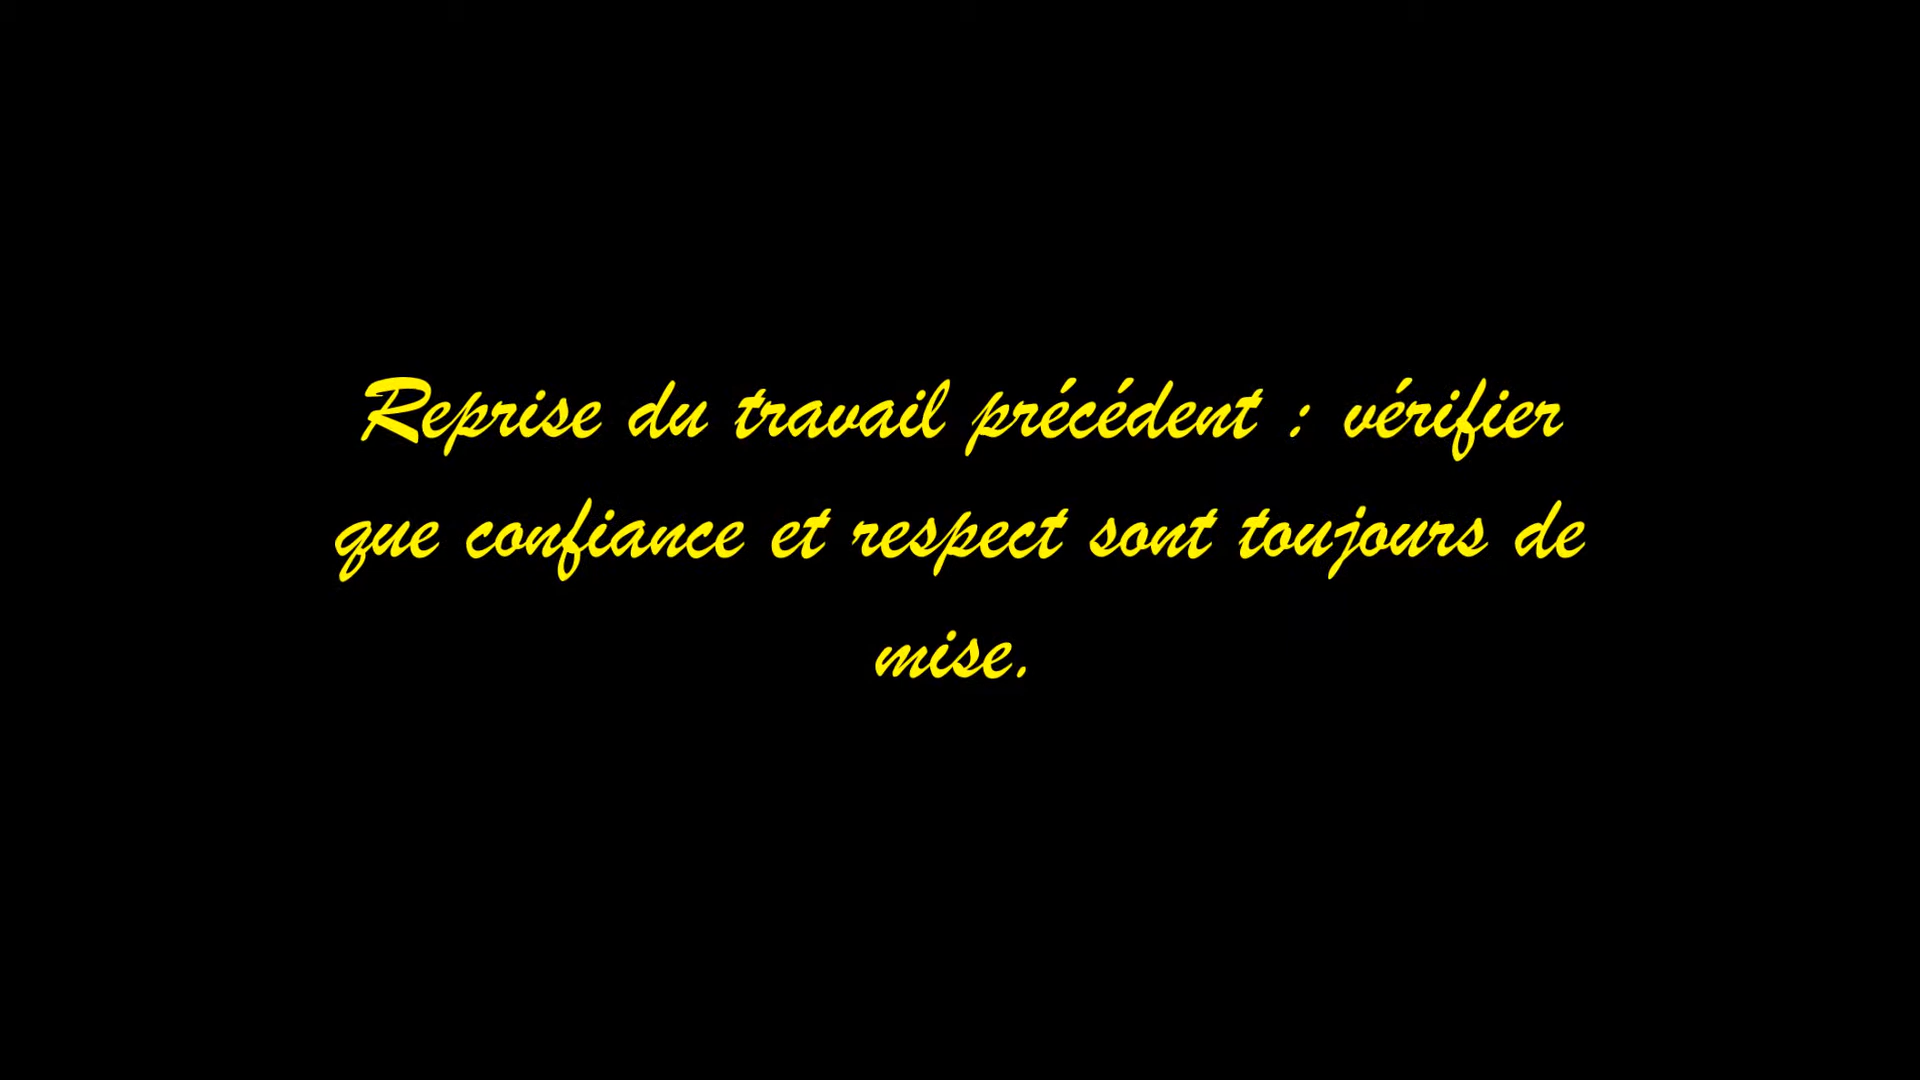 Reprise du travail précédent : vérifier
que confiance et respect sont toujours de
mise.